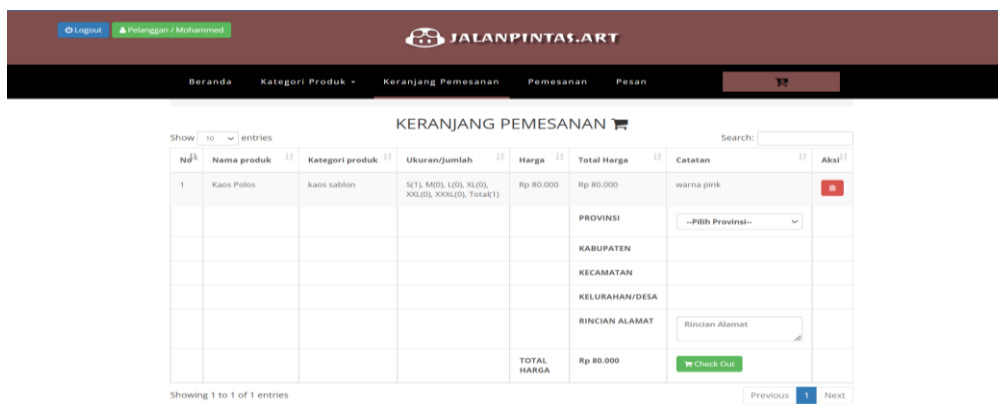 Logout Pelanggan / Mohammed
JALANPINTAS.ART
Beranda Kategori Produk Keranjang Pemesanan Pemesanan Pesan
KERANJANG PEMESANAN
Show 10 entries Search:
No Nama produk Kategori produk Ukuran/Jumlah Harga Total Harga Catatan Aksi
1 Kaos Polos kaos sablon S(1), M(0), L(0), XL(0), Rp 80.000 Rp 80.000 warna pink
XXL(0), XXXL(0), Total(1)
PROVINSI --Pilih Provinsi--
KABUPATEN
KECAMATAN
KELURAHAN/DESA
RINCIAN ALAMAT Rincian Alamat
TOTAL Rp 80.000 Check Out
HARGA
Showing 1 to 1 of 1 entries Previous 1 Next